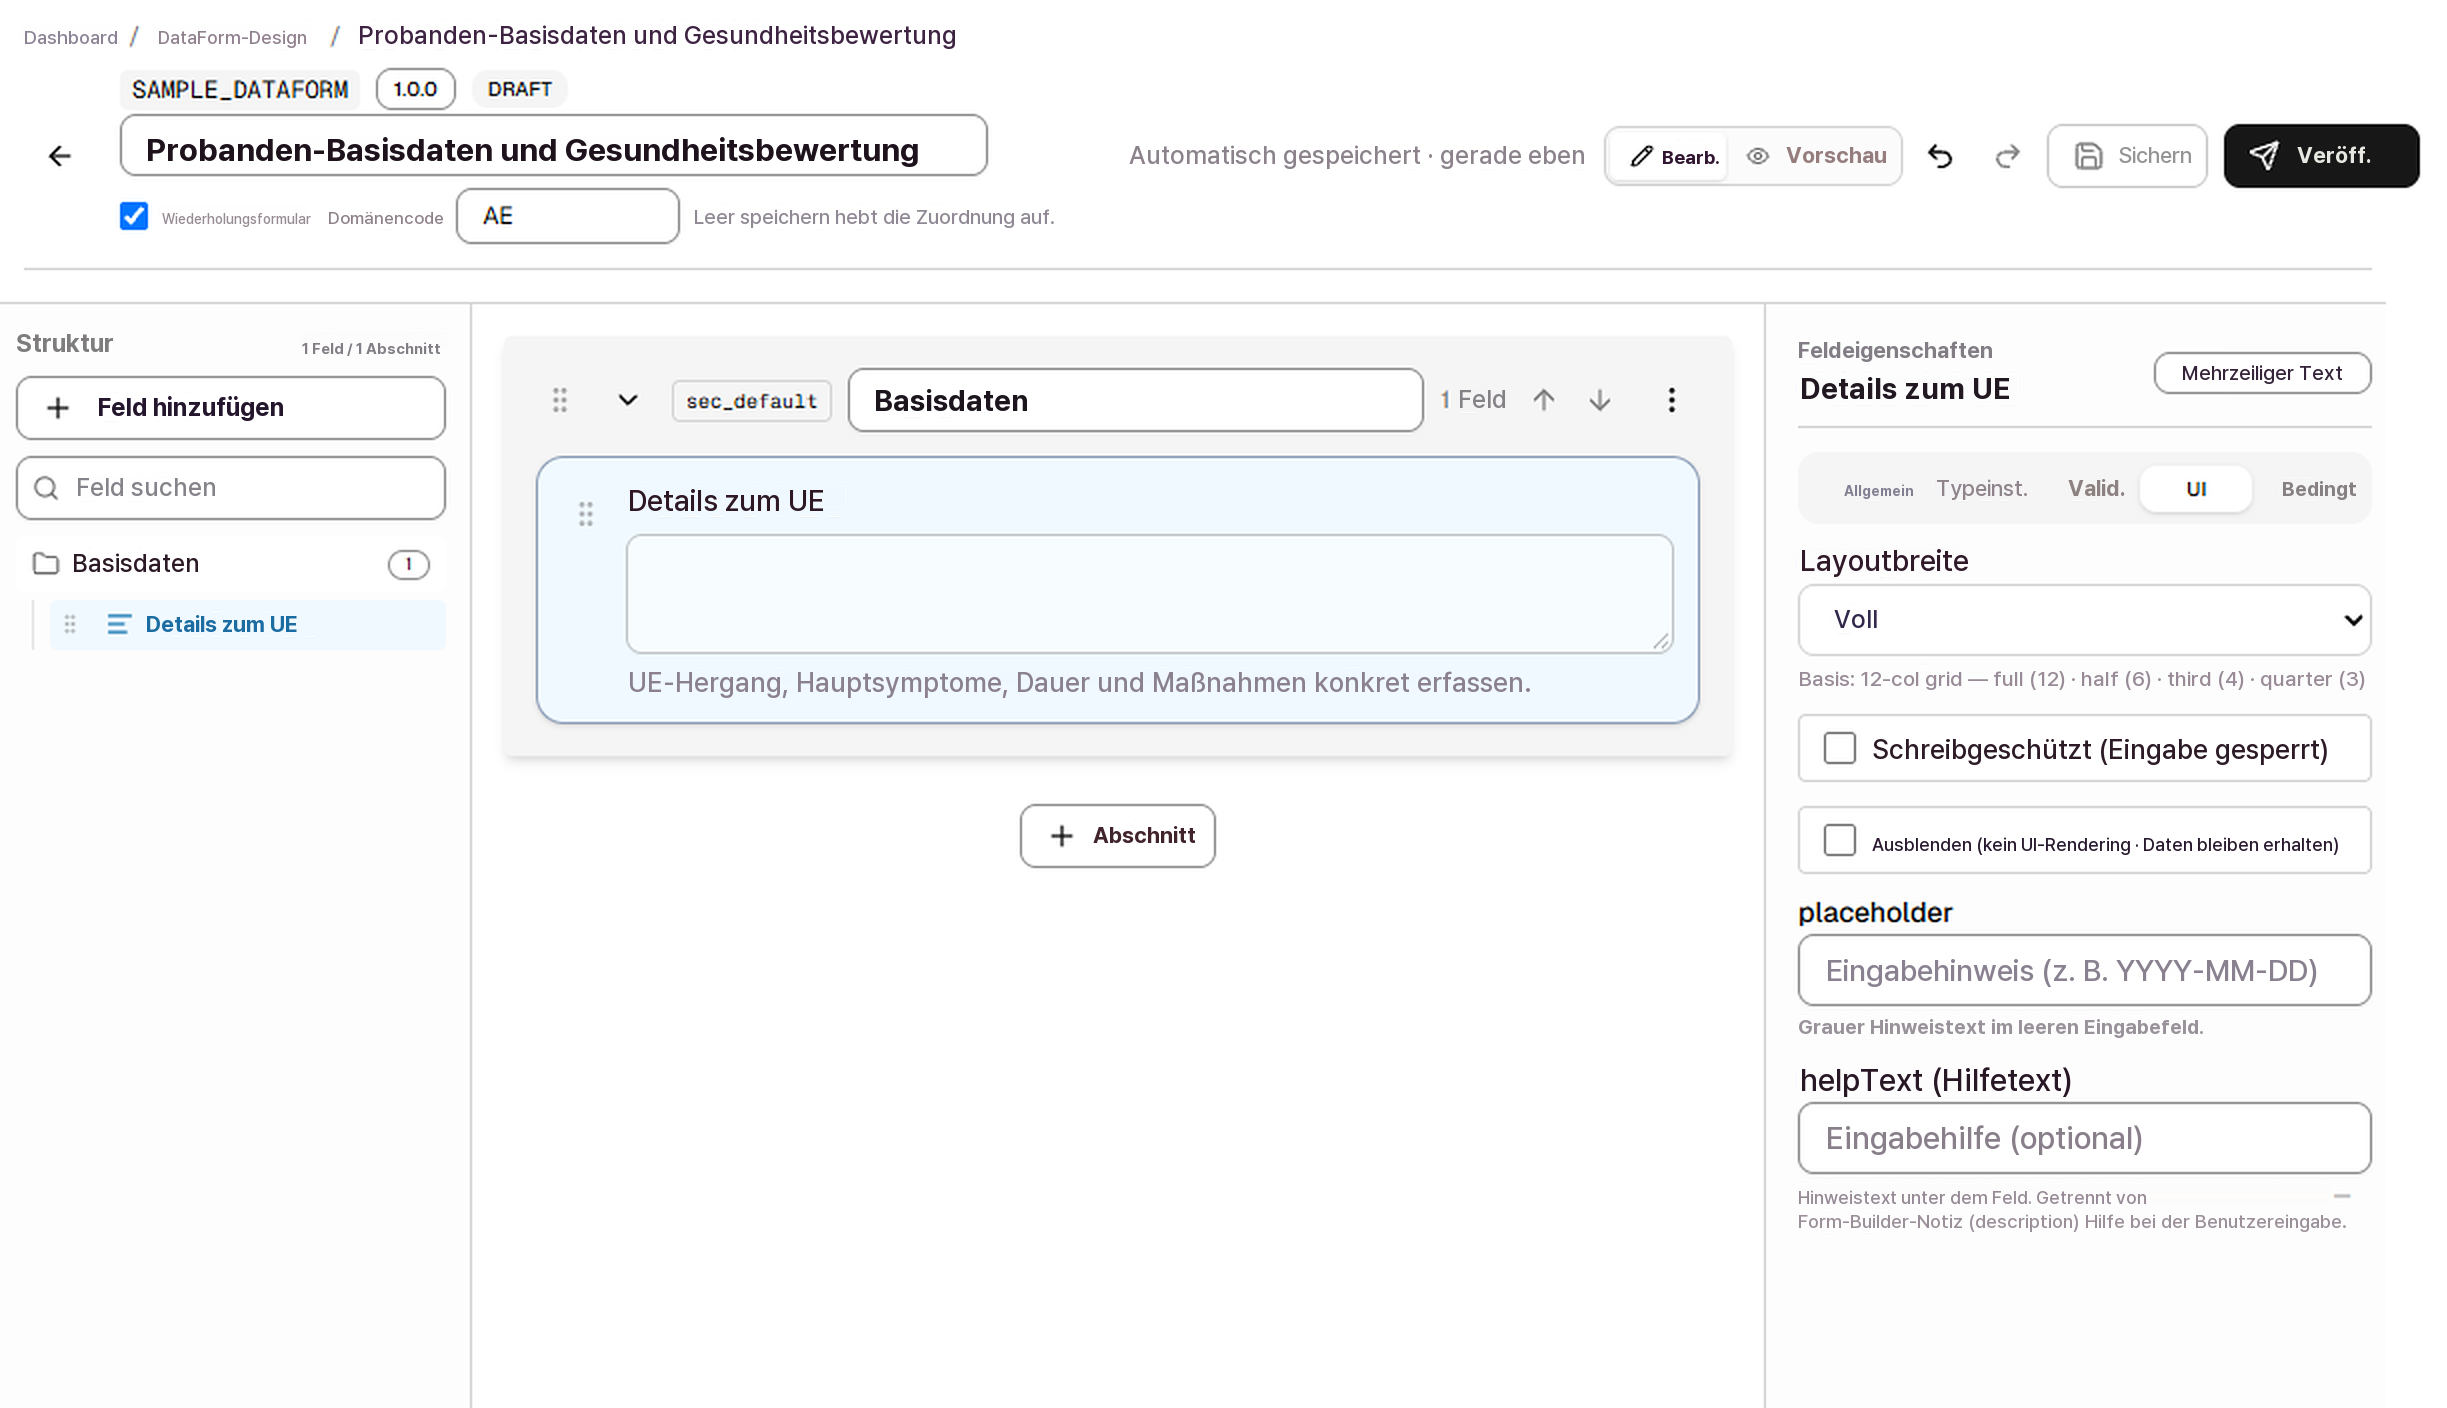 Dashboard / DataForm-Design / Probanden-Basisdaten und Gesundheitsbewertung
SAMPLE_DATAFORM 1.0.0 DRAFT
Probanden-Basisdaten und Gesundheitsbewertung
Automatisch gespeichert · gerade eben Bearb. Vorschau Sichern Veröff.
Wiederholungsformular Domänencode AE Leer speichern hebt die Zuordnung auf.
Struktur 1 Feld / 1 Abschnitt
Feld hinzufügen
Feld suchen
Basisdaten 1
Details zum UE
sec_default Basisdaten 1 Feld
Details zum UE
UE-Hergang, Hauptsymptome, Dauer und Maßnahmen konkret erfassen.
Abschnitt
Feldeigenschaften
Details zum UE Mehrzeiliger Text
Allgemein Typeinst. Valid. UI Bedingt
Layoutbreite
Voll
Basis: 12-col grid — full (12) · half (6) · third (4) · quarter (3)
Schreibgeschützt (Eingabe gesperrt)
Ausblenden (kein UI-Rendering · Daten bleiben erhalten)
placeholder
Eingabehinweis (z. B. YYYY-MM-DD)
Grauer Hinweistext im leeren Eingabefeld.
helpText (Hilfetext)
Eingabehilfe (optional)
Hinweistext unter dem Feld. Getrennt von
Form-Builder-Notiz (description) Hilfe bei der Benutzereingabe.